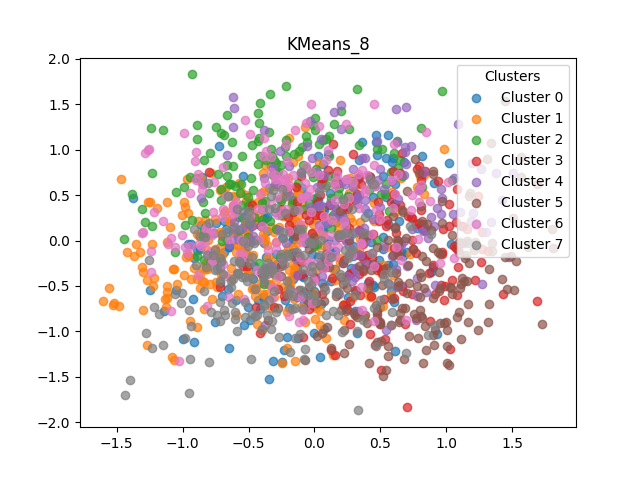 KMeans_8
Clusters
Cluster 0
Cluster 1
Cluster 2
Cluster 3
Cluster 4
Cluster 5
Cluster 6
Cluster 7
2.0
1.5
1.0
0.5
0.0
−0.5
−1.0
−1.5
−2.0
−1.5 −1.0 −0.5 0.0 0.5 1.0 1.5